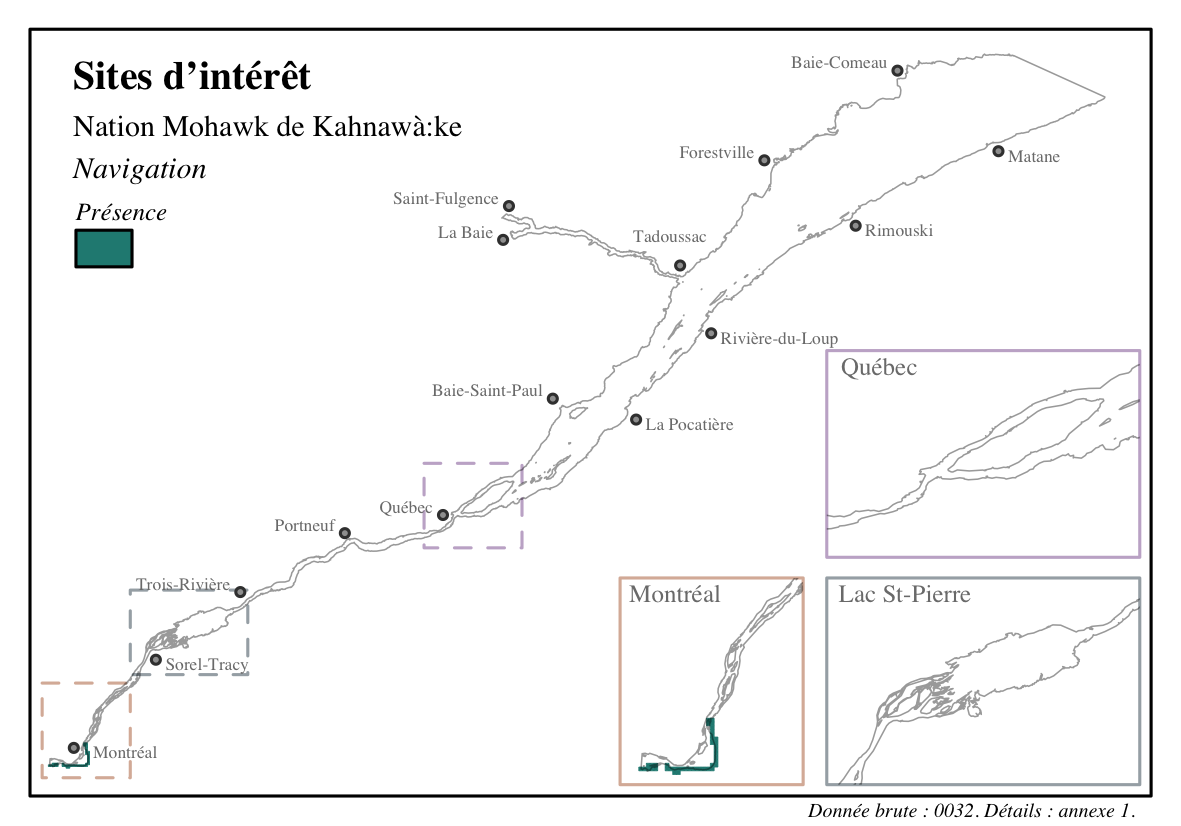 Sites d’intérêt
Nation Mohawk de Kahnawà:ke
Navigation
Présence
Baie-Comeau
Forestville
Matane
Saint-Fulgence
La Baie
Tadoussac
Rimouski
Rivière-du-Loup
Baie-Saint-Paul
La Pocatière
Québec
Portneuf
Trois-Rivière
Sorel-Tracy
Montréal
Québec
Montréal
Lac St-Pierre
Donnée brute : 0032. Détails : annexe 1.